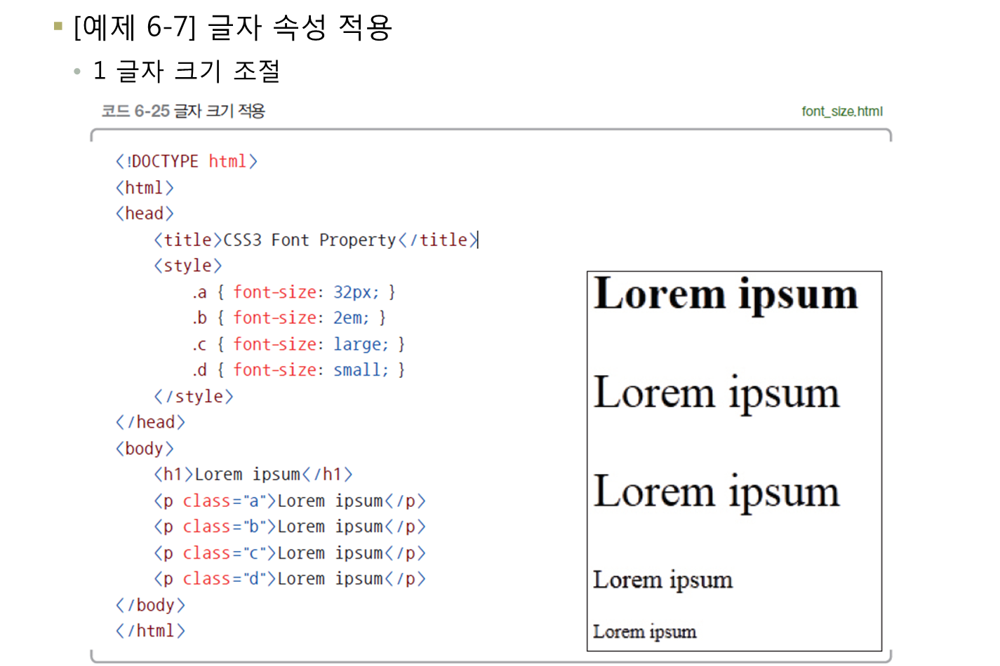 [예제 6-7] 글자 속성 적용
1 글자 크기 조절
코드 6-25 글자 크기 적용
font_size.html
<!DOCTYPE html>
<html>
<head>
<title>CSS3 Font Property</title>
<style>
.a { font-size: 32px; }
.b { font-size: 2em; }
.c { font-size: large; }
.d { font-size: small; }
</style>
</head>
<body>
<h1>Lorem ipsum</h1>
<p class="a">Lorem ipsum</p>
<p class="b">Lorem ipsum</p>
<p class="c">Lorem ipsum</p>
<p class="d">Lorem ipsum</p>
</body>
</html>
Lorem ipsum
Lorem ipsum
Lorem ipsum
Lorem ipsum
Lorem ipsum